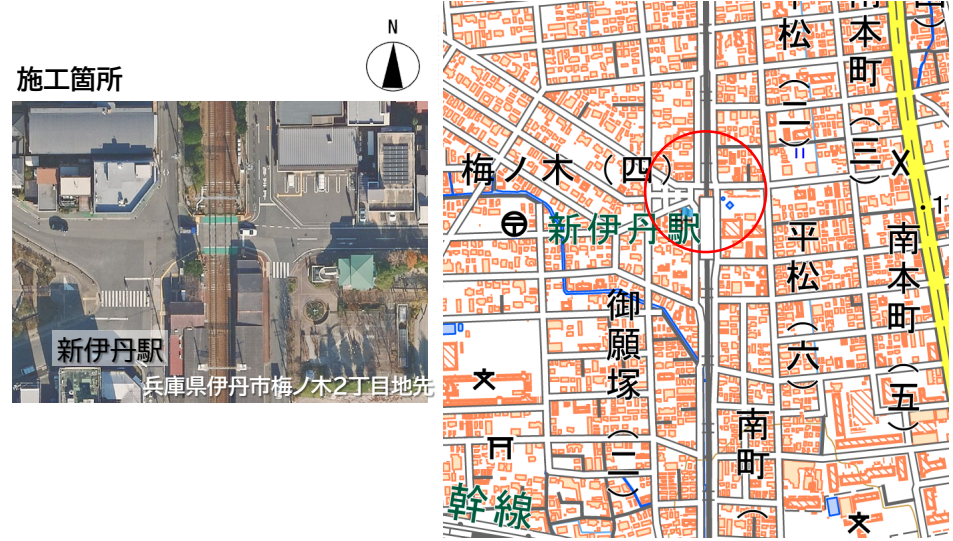 施工箇所
N
新伊丹駅
兵庫県伊丹市梅ノ木2丁目地先
梅ノ木（四）
新伊丹駅
御願塚（二）
幹線
平松（二）
南本町（三）
平松（六）
南本町（五）
南町（